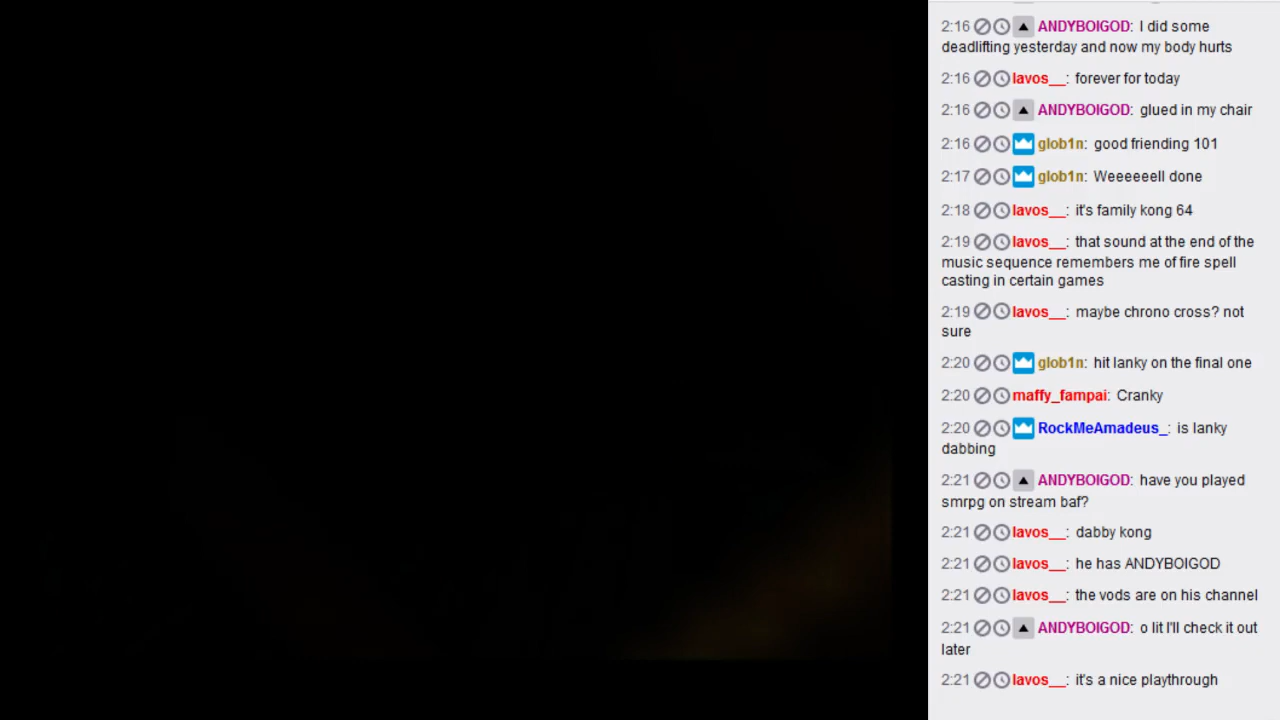 2:16 ANDYBOIGOD: I did some
deadlifting yesterday and now my body hurts
2:16 lavos__: forever for today
2:16 ANDYBOIGOD: glued in my chair
2:16 glob1n: good friending 101
2:17 glob1n: Weeeeeell done
2:18 lavos__: it's family kong 64
2:19 lavos__: that sound at the end of the
music sequence remembers me of fire spell
casting in certain games
2:19 lavos__: maybe chrono cross? not
sure
2:20 glob1n: hit lanky on the final one
2:20 maffy_fampai: Cranky
2:20 RockMeAmadeus_: is lanky
dabbing
2:21 ANDYBOIGOD: have you played
smrpg on stream baf?
2:21 lavos__: dabby kong
2:21 lavos__: he has ANDYBOIGOD
2:21 lavos__: the vods are on his channel
2:21 ANDYBOIGOD: o lit I'll check it out
later
2:21 lavos__: it's a nice playthrough